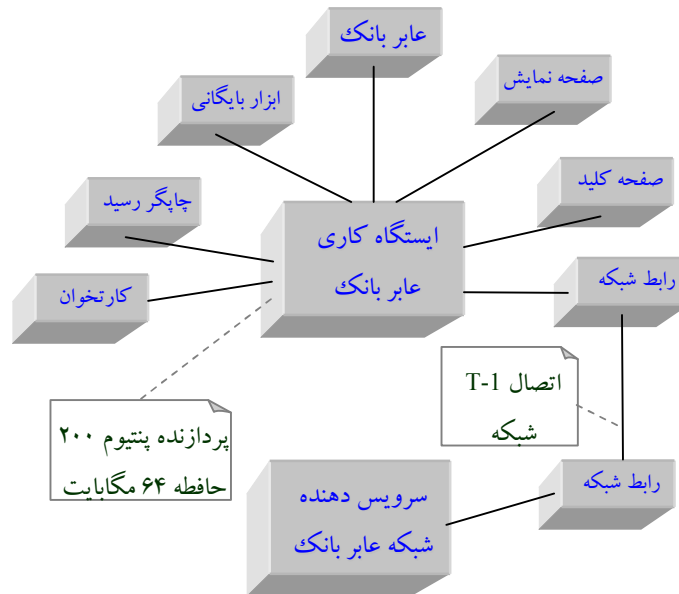 عابر بانک
صفحه نمایش
ابزار بایگانی
صفحه کلید
چاپگر رسید
ایستگاه کاری
عابر بانک
رابط شبکه
کارتخوان
اتصال T-1
شبکه
پردازنده پنتیوم ۲۰۰
حافطه ۶۴ مگابایت
رابط شبکه
سرویس دهنده
شبکه عابر بانک